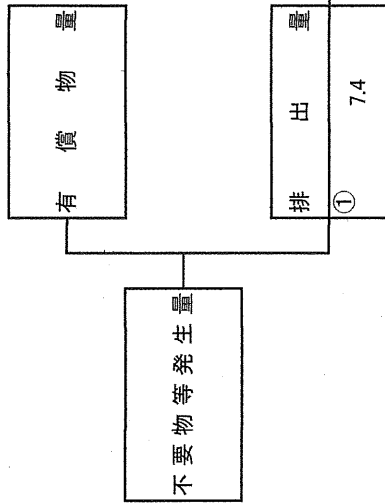 不要物等発生量
有償物量
排出量
①
7.4